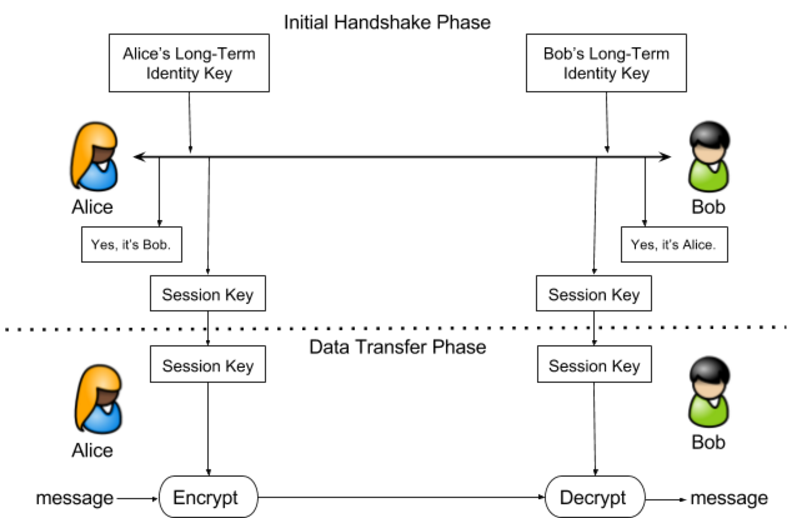 Initial Handshake Phase
Alice's Long-Term
Identity Key
Bob's Long-Term
Identity Key
Alice
Bob
Yes, it's Bob.
Yes, it's Alice.
Session Key
Session Key
Data Transfer Phase
Session Key
Session Key
Alice
Bob
message
Encrypt
Decrypt
message